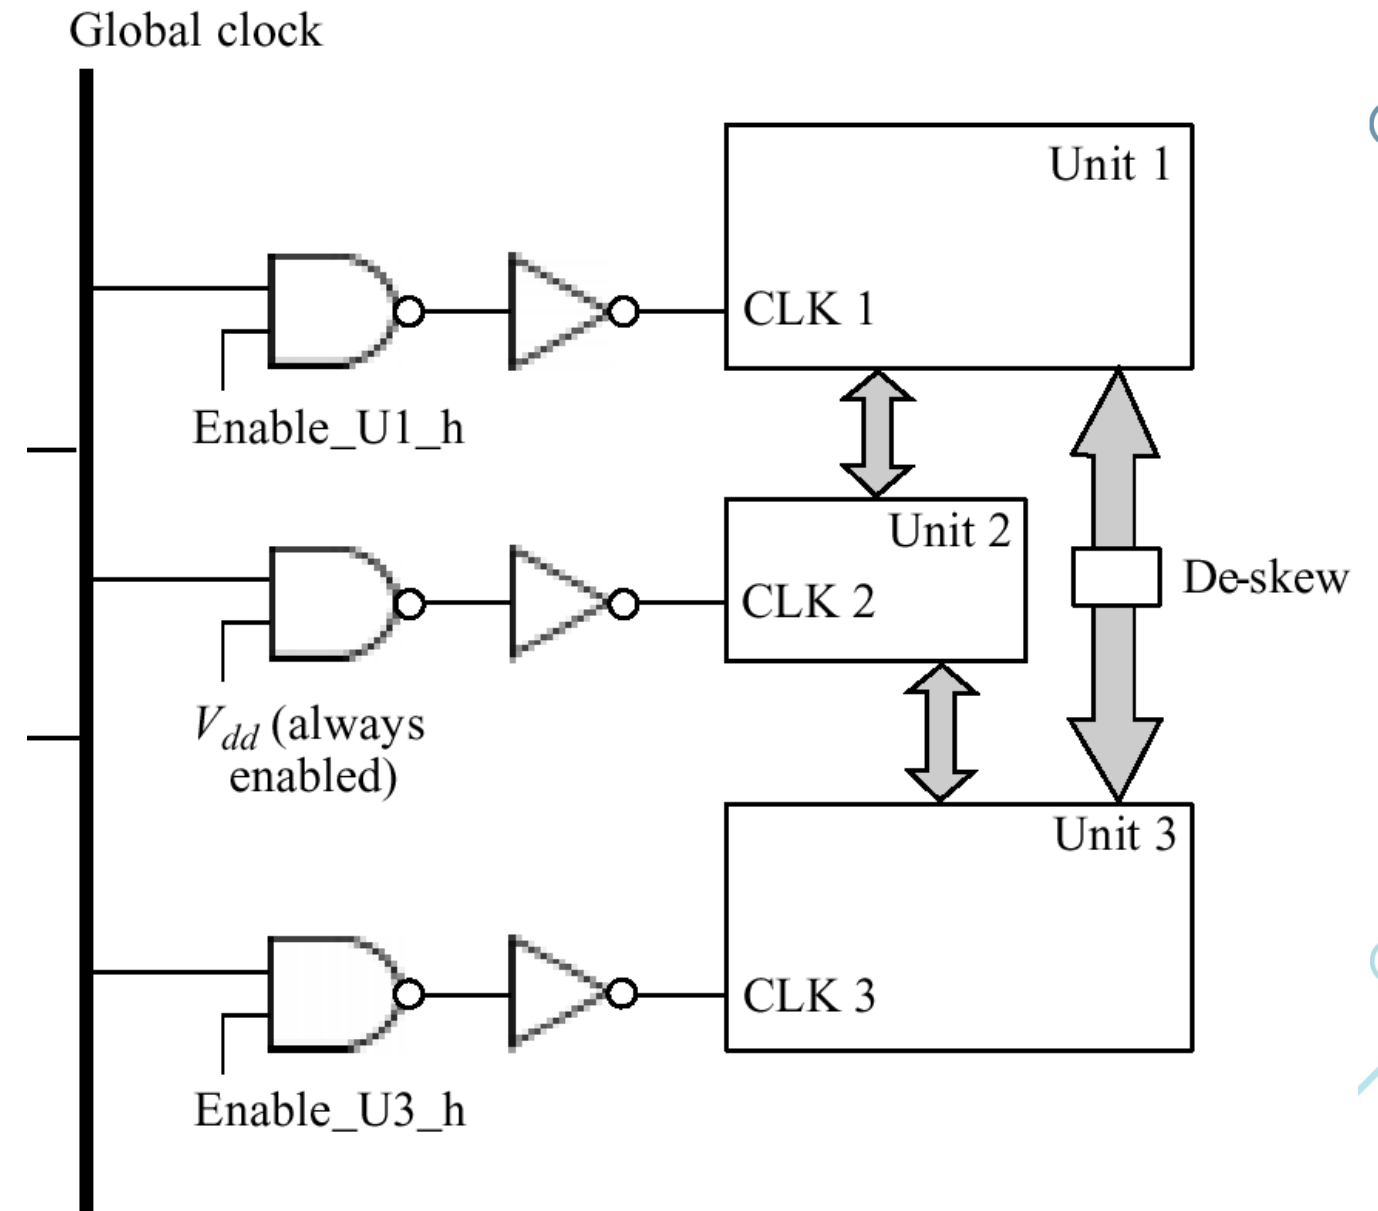 Global clock
Unit 1
CLK 1
Enable_U1_h
Unit 2
De-skew
CLK 2
Vdd (always
enabled)
Unit 3
CLK 3
Enable_U3_h